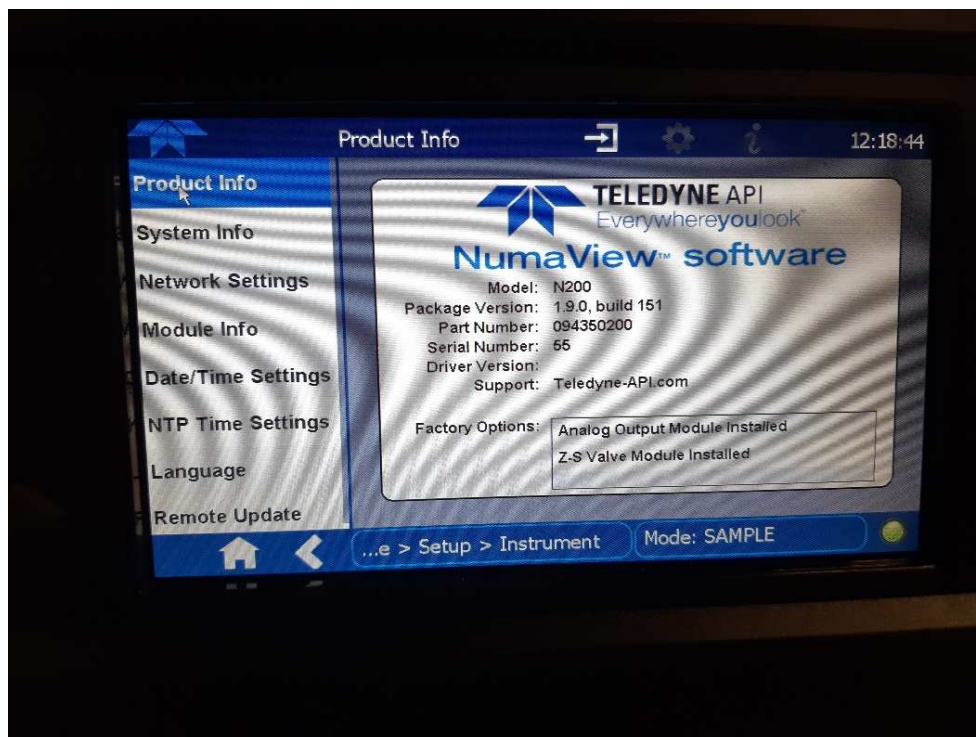 Product Info
12:18:44
Product Info
System Info
Network Settings
Module Info
Date/Time Settings
NTP Time Settings
Language
Remote Update
TELEDYNE API
Everywhereyoulook™
NumaView™ software
Model: N200
Package Version: 1.9.0, build 151
Part Number: 094350200
Serial Number: 55
Driver Version:
Support: Teledyne-API.com
Factory Options: Analog Output Module Installed
Z-S Valve Module Installed
...e > Setup > Instrument
Mode: SAMPLE